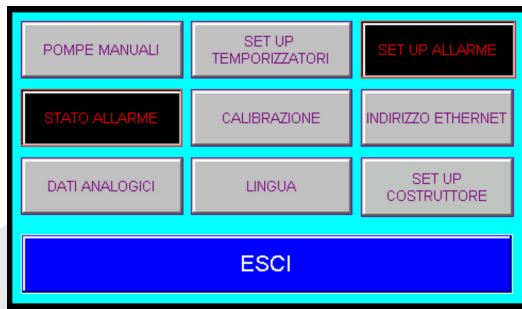 POMPE MANUALI
SET UP
TEMPORIZZATORI
SET UP ALLARME
STATO ALLARME
CALIBRAZIONE
INDIRIZZO ETHERNET
DATI ANALOGICI
LINGUA
SET UP
COSTRUTTORE
ESCI